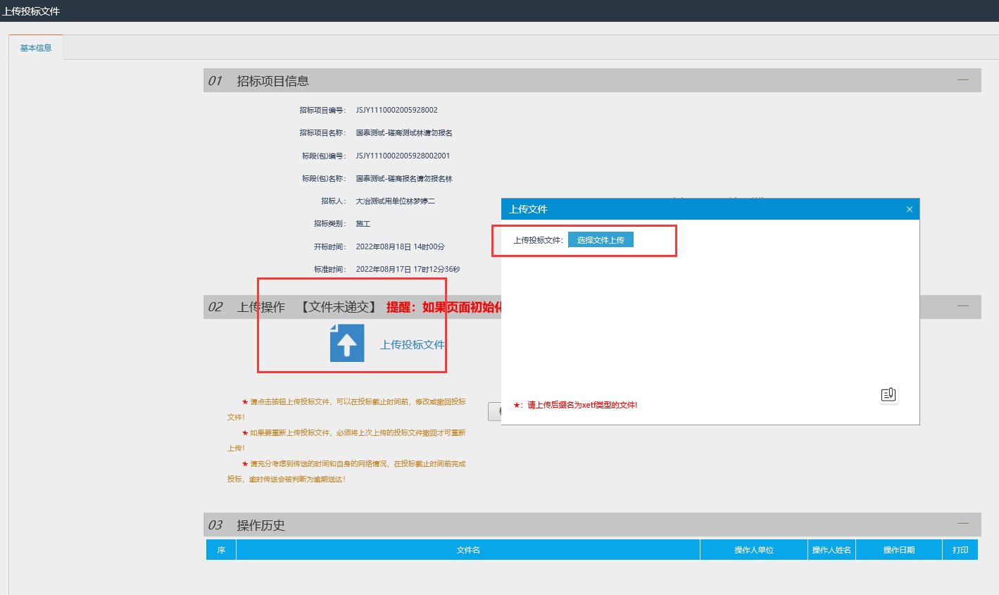 上传投标文件
基本信息
01 招标项目信息
招标项目编号: JSJY1110002005928002
招标项目名称: 国泰测试-磋商测试林请勿报名
标段(包)编号: JSJY1110002005928002001
标段(包)名称: 国泰测试-磋商报名请勿报名林
招标人: 大冶测试用单位林梦婷二
招标类别: 施工
开标时间: 2022年08月18日 14时00分
标准时间: 2022年08月17日 17时12分36秒
02 上传操作 【文件未递交】 提醒：如果页面初始化
上传投标文件
★ 请点击按钮上传投标文件，可以在投标截止时间前，修改或撤回投标
文件!
★ 如果要重新上传投标文件，必须将上次上传的投标文件撤回才可重新
上传!
★ 请充分考虑到传送的时间和自身的网络情况，在投标截止时间前完成
投标，逾时传送会被判断为逾期送达!
上传文件 ×
上传投标文件: 选择文件上传
★: 请上传后缀名为xetf类型的文件!
03 操作历史
序 文件名 操作人单位 操作人姓名 操作日期 打印